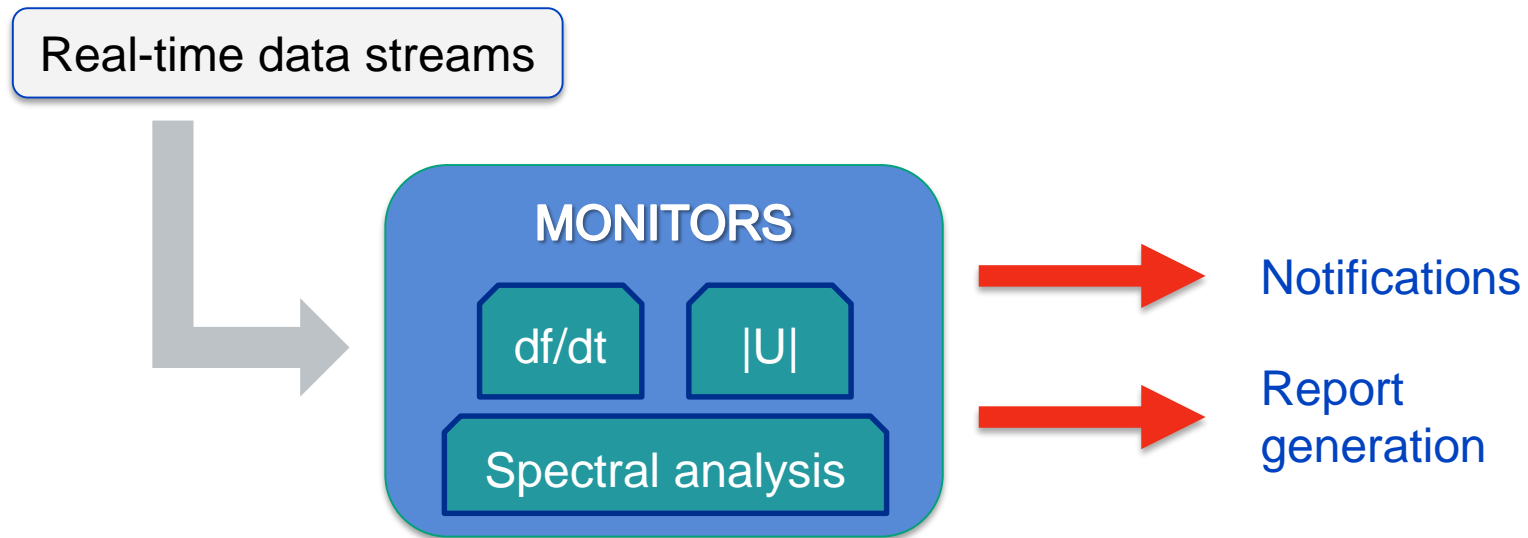 Real-time data streams
MONITORS
df/dt
|U|
Spectral analysis
Notifications
Report
generation